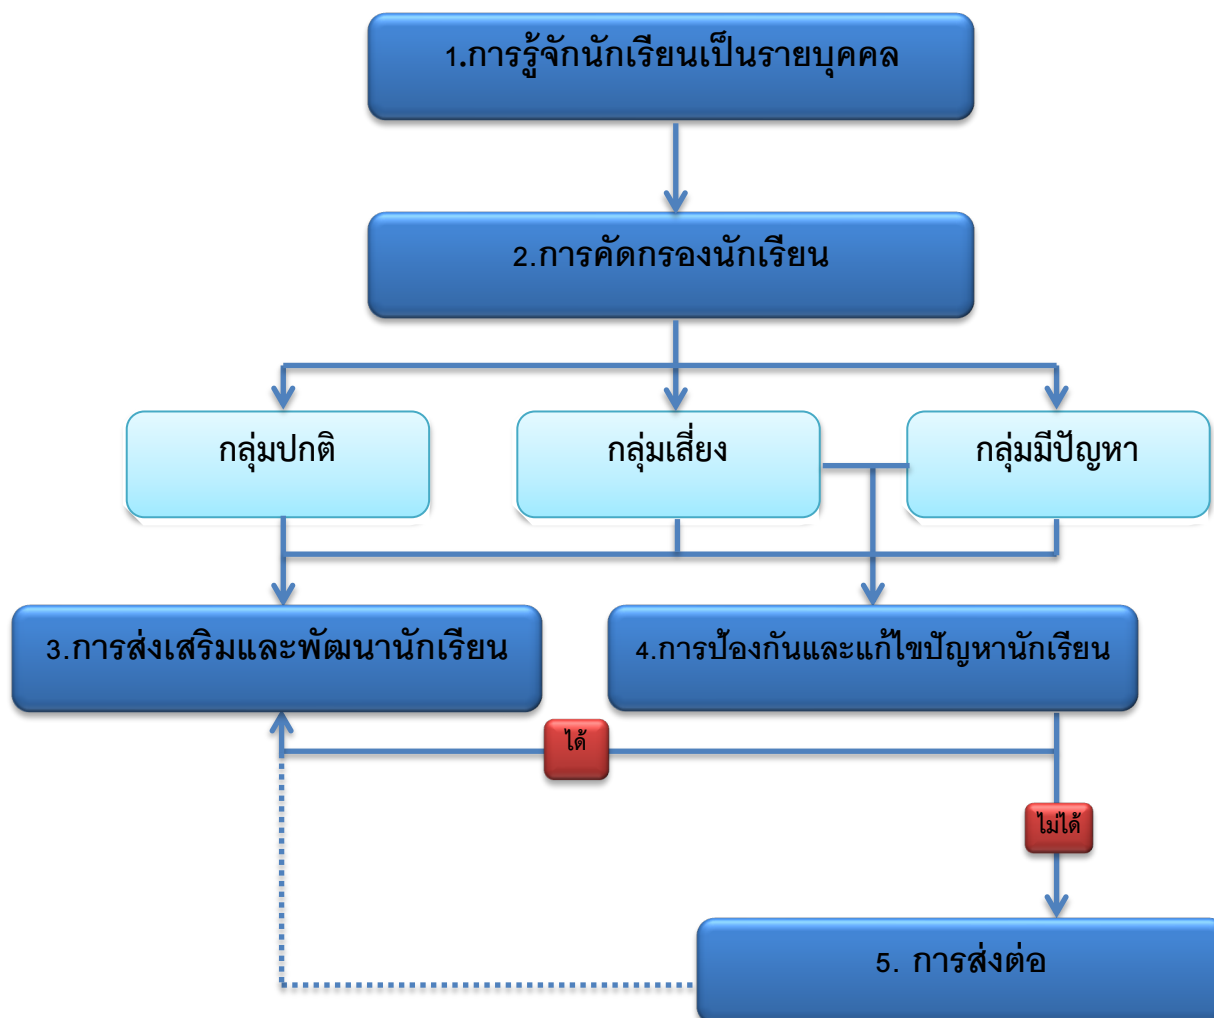 1.การรู้จักนักเรียนเป็นรายบุคคล
2.การคัดกรองนักเรียน
กลุ่มปกติ
กลุ่มเสี่ยง
กลุ่มมีปัญหา
3.การส่งเสริมและพัฒนานักเรียน
4.การป้องกันและแก้ไขปัญหานักเรียน
ได้
ไม่ได้
5. การส่งต่อ